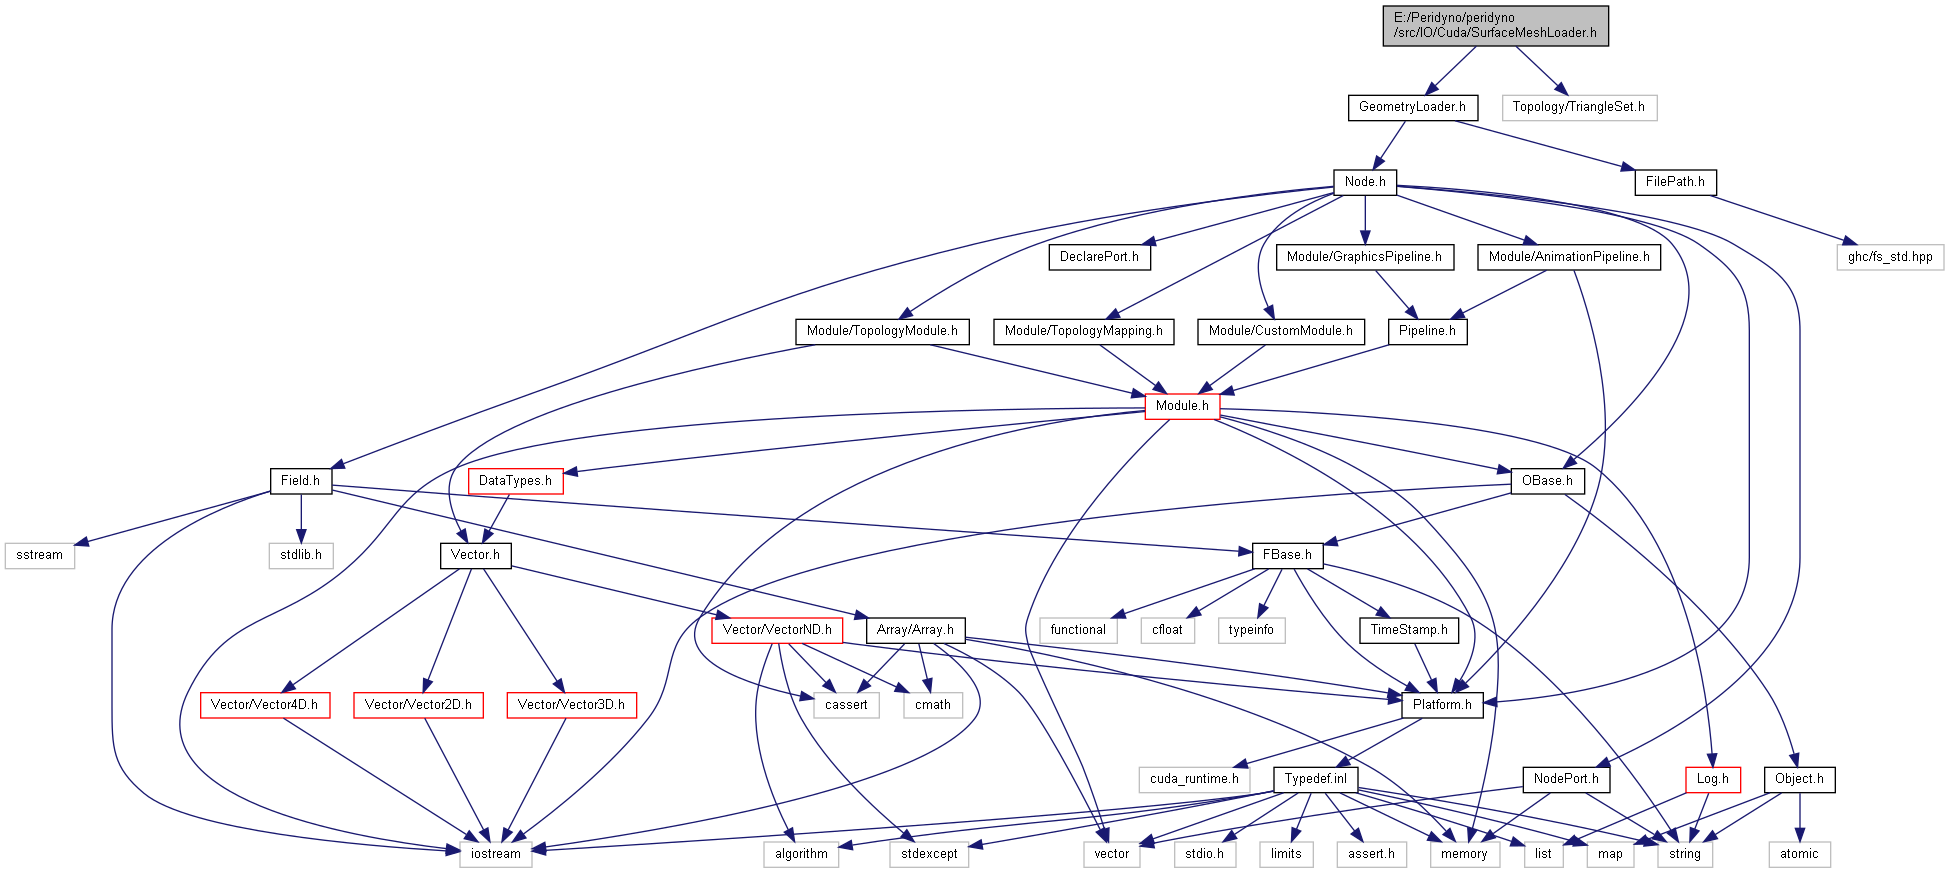 E:/Peridyno/peridyno
/src/IO/Cuda/SurfaceMeshLoader.h
GeometryLoader.h
Topology/TriangleSet.h
Node.h
FilePath.h
DeclarePort.h
Module/GraphicsPipeline.h
Module/AnimationPipeline.h
ghc/fs_std.hpp
Module/TopologyModule.h
Module/TopologyMapping.h
Module/CustomModule.h
Pipeline.h
Module.h
Field.h
DataTypes.h
OBase.h
sstream
stdlib.h
Vector.h
FBase.h
Vector/VectorND.h
Array/Array.h
functional
cfloat
typeinfo
TimeStamp.h
Vector/Vector4D.h
Vector/Vector2D.h
Vector/Vector3D.h
cassert
cmath
Platform.h
cuda_runtime.h
Typedef.inl
NodePort.h
Log.h
Object.h
iostream
algorithm
stdexcept
vector
stdio.h
limits
assert.h
memory
list
map
string
atomic